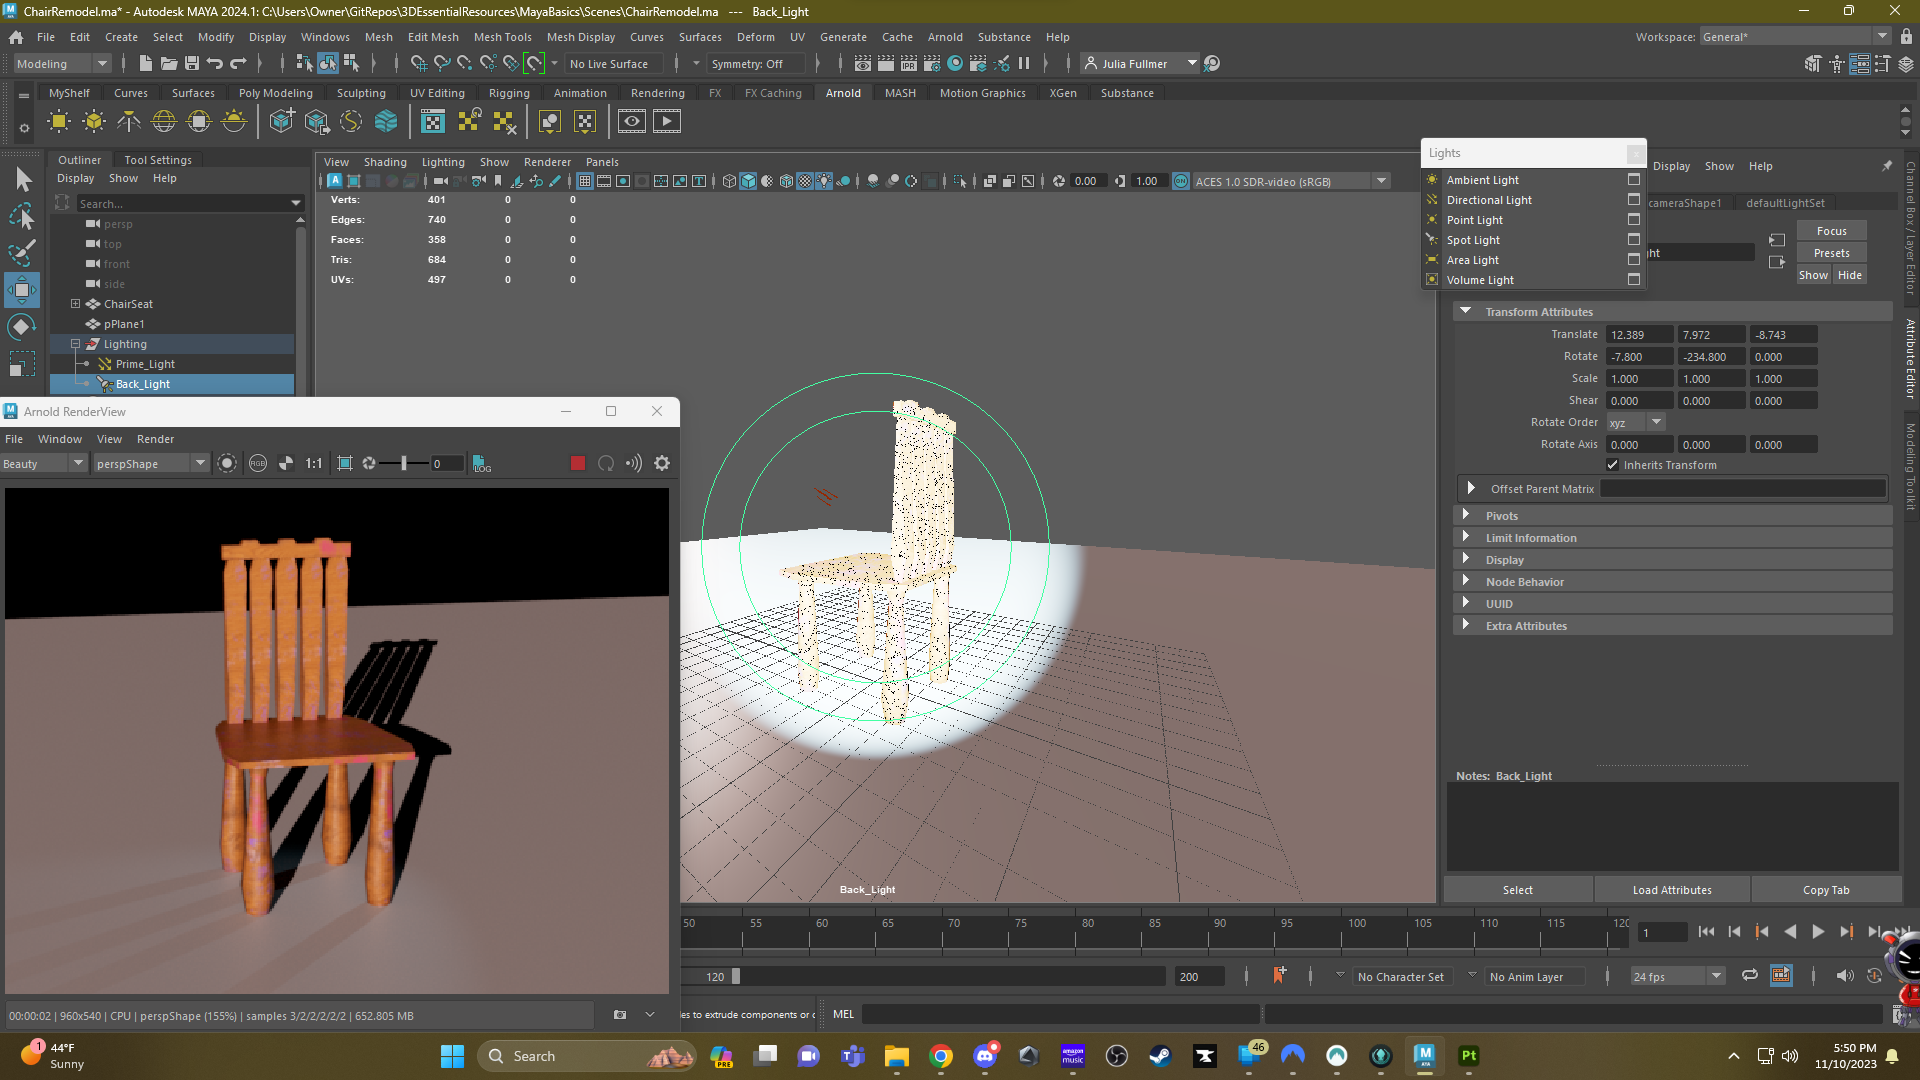 ChairRemodel.ma* - Autodesk MAYA 2024.1: C:\Users\Owner\GitRepos\3DEssentialResources\MayaBasics\Scenes\ChairRemodel.ma --- Back_Light
File Edit Create Select Modify Display Windows Mesh Edit Mesh Mesh Tools Mesh Display Curves Surfaces Deform UV Generate Cache Arnold Substance Help
Workspace: General*
Modeling
No Live Surface
Symmetry: Off
IPR
Julia Fullmer
MyShelf Curves Surfaces Poly Modeling Sculpting UV Editing Rigging Animation Rendering FX FX Caching Arnold MASH Motion Graphics XGen Substance
Outliner Tool Settings
Display Show Help
Search...
persp
top
front
side
ChairSeat
pPlane1
Lighting
Prime_Light
Back_Light
View Shading Lighting Show Renderer Panels
0.00
1.00
ACES 1.0 SDR-video (sRGB)
Verts: 401 0 0
Edges: 740 0 0
Faces: 358 0 0
Tris: 684 0 0
UVs: 497 0 0
Back_Light
Lights
Ambient Light
Directional Light
Point Light
Spot Light
Area Light
Volume Light
Display Show Help
cameraShape1 defaultLightSet
ght
Focus
Presets
Show Hide
Transform Attributes
Translate 12.389 7.972 -8.743
Rotate -7.800 -234.800 0.000
Scale 1.000 1.000 1.000
Shear 0.000 0.000 0.000
Rotate Order xyz
Rotate Axis 0.000 0.000 0.000
Inherits Transform
Offset Parent Matrix
Pivots
Limit Information
Display
Node Behavior
UUID
Extra Attributes
Notes: Back_Light
Select Load Attributes Copy Tab
Channel Box / Layer Editor
Attribute Editor
Modeling Toolkit
Arnold RenderView
File Window View Render
Beauty perspShape
RGB
1:1
0
LOG
00:00:02 | 960x540 | CPU | perspShape (155%) | samples 3/2/2/2/2/2 | 652.805 MB
50 55 60 65 70 75 80 85 90 95 100 105 110 115 120
1
120
200
No Character Set
No Anim Layer
24 fps
les to extrude components or c
MEL
1
44°F
Sunny
Search
PRE
amazon music
46
Pt
5:50 PM
11/10/2023